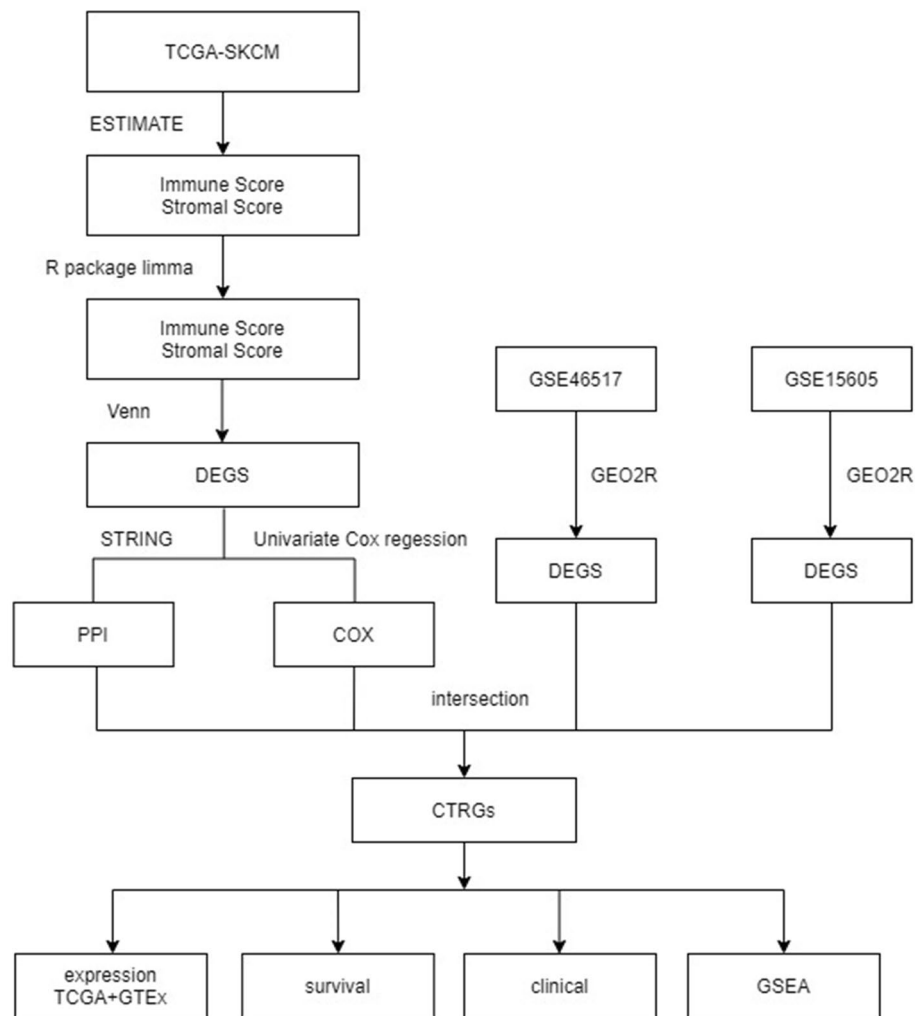 TCGA-SKCM
ESTIMATE
Immune Score
Stromal Score
R package limma
Immune Score
Stromal Score
Venn
DEGS
STRING
Univariate Cox regression
PPI
COX
GSE46517
GEO2R
DEGS
GSE15605
GEO2R
DEGS
intersection
CTRGs
expression
TCGA+GTEx
survival
clinical
GSEA